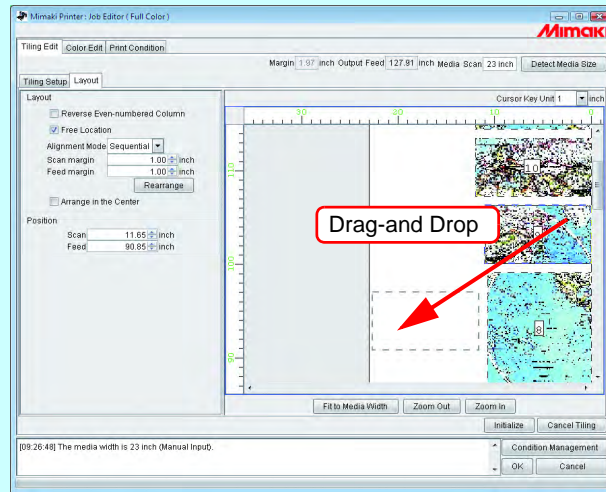 Mimaki Printer : Job Editor ( Full Color )
Mimaki
Tiling Edit Color Edit Print Condition
Margin 1.97 inch Output Feed 127.91 inch Media Scan 23 inch Detect Media Size
Tiling Setup Layout
Layout
Cursor Key Unit 1 inch
Reverse Even-numbered Column
30 20 10 0
Free Location
Alignment Mode Sequential
Scan margin 1.00 inch
Feed margin 1.00 inch
Rearrange
Arrange in the Center
Position
Scan 11.65 inch
Feed 90.85 inch
110
100
90
10
9
8
Drag-and Drop
Fit to Media Width Zoom Out Zoom In
Initialize Cancel Tiling
[09:26:48] The media width is 23 inch (Manual Input).
Condition Management
OK Cancel